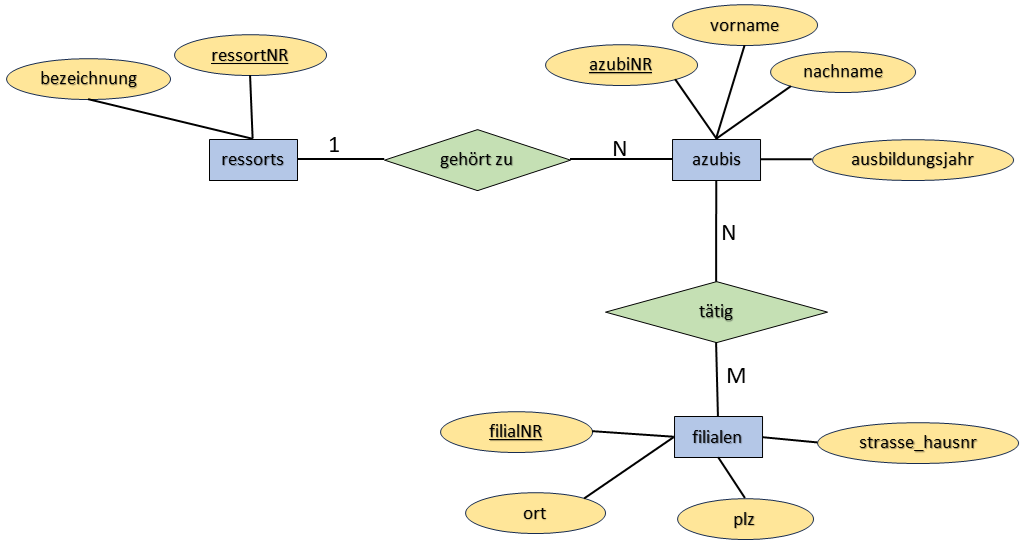 vorname
ressortNR
azubiNR
nachname
bezeichnung
ressorts
1
gehört zu
N
azubis
ausbildungsjahr
N
tätig
M
filialNR
filialen
strasse_hausnr
ort
plz